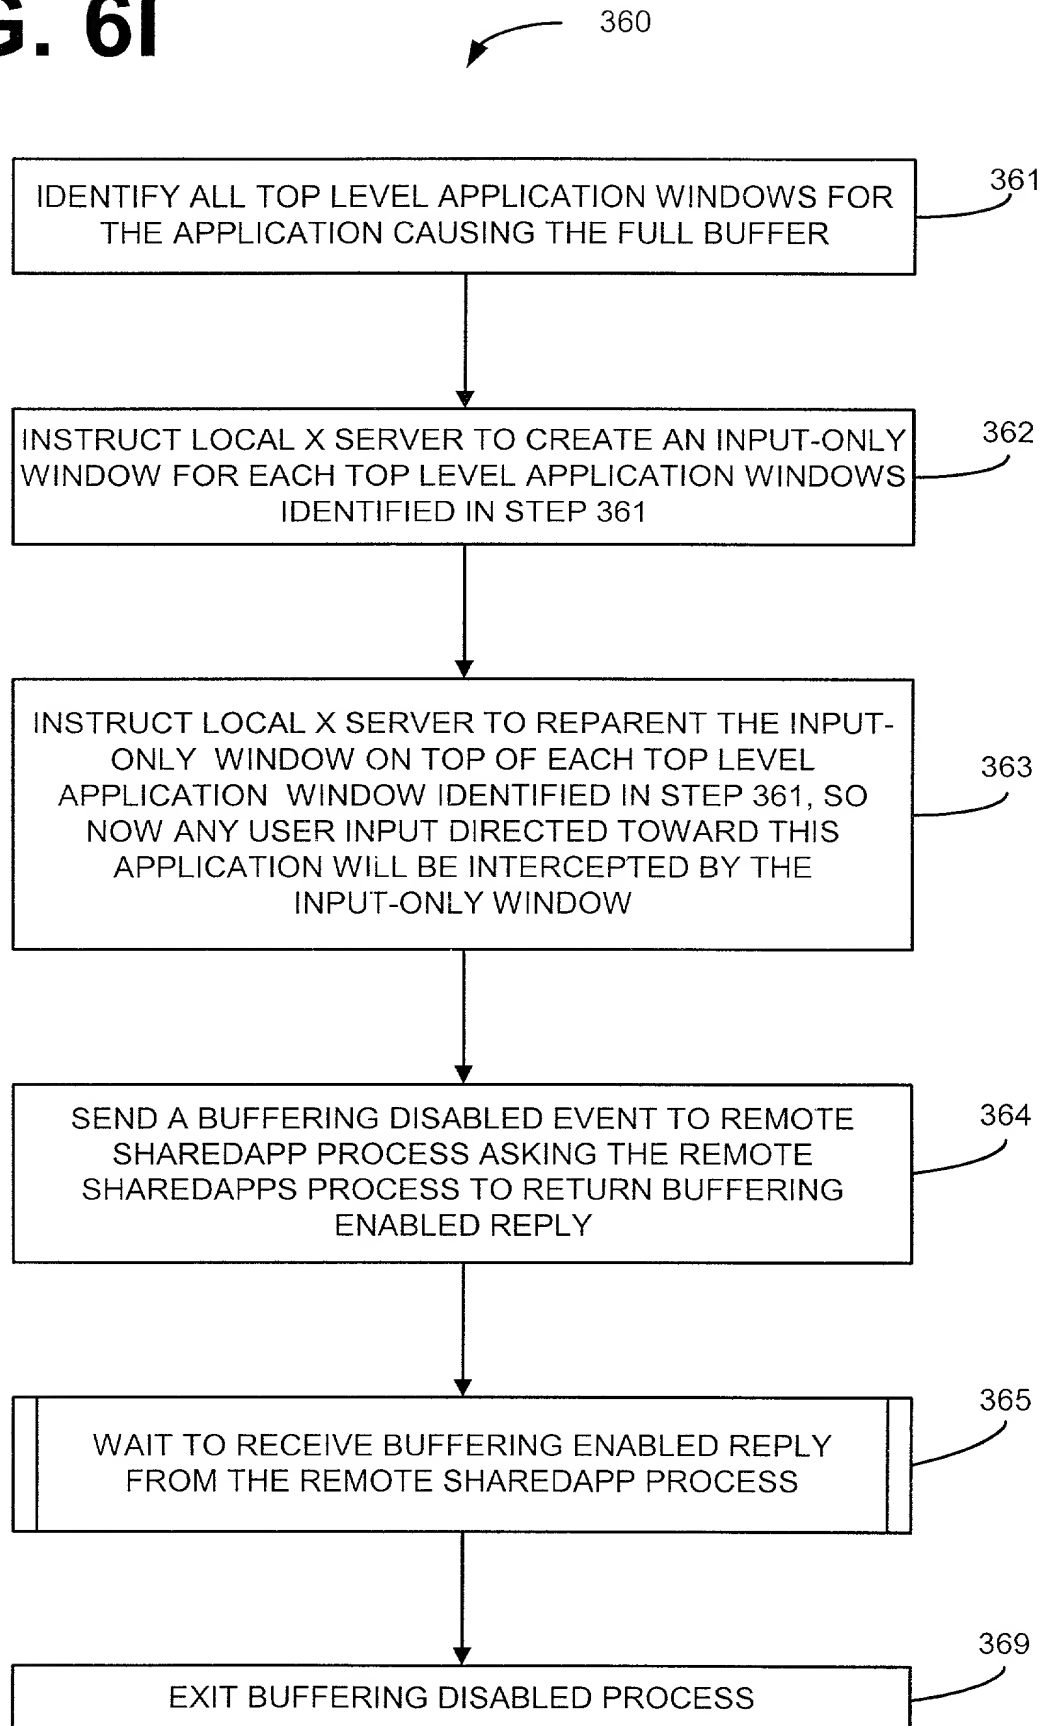 G. 6I
360
IDENTIFY ALL TOP LEVEL APPLICATION WINDOWS FOR
THE APPLICATION CAUSING THE FULL BUFFER
361
INSTRUCT LOCAL X SERVER TO CREATE AN INPUT-ONLY
WINDOW FOR EACH TOP LEVEL APPLICATION WINDOWS
IDENTIFIED IN STEP 361
362
INSTRUCT LOCAL X SERVER TO REPARENT THE INPUT-
ONLY WINDOW ON TOP OF EACH TOP LEVEL
APPLICATION WINDOW IDENTIFIED IN STEP 361, SO
NOW ANY USER INPUT DIRECTED TOWARD THIS
APPLICATION WILL BE INTERCEPTED BY THE
INPUT-ONLY WINDOW
363
SEND A BUFFERING DISABLED EVENT TO REMOTE
SHAREDAPP PROCESS ASKING THE REMOTE
SHAREDAPPS PROCESS TO RETURN BUFFERING
ENABLED REPLY
364
WAIT TO RECEIVE BUFFERING ENABLED REPLY
FROM THE REMOTE SHAREDAPP PROCESS
365
EXIT BUFFERING DISABLED PROCESS
369